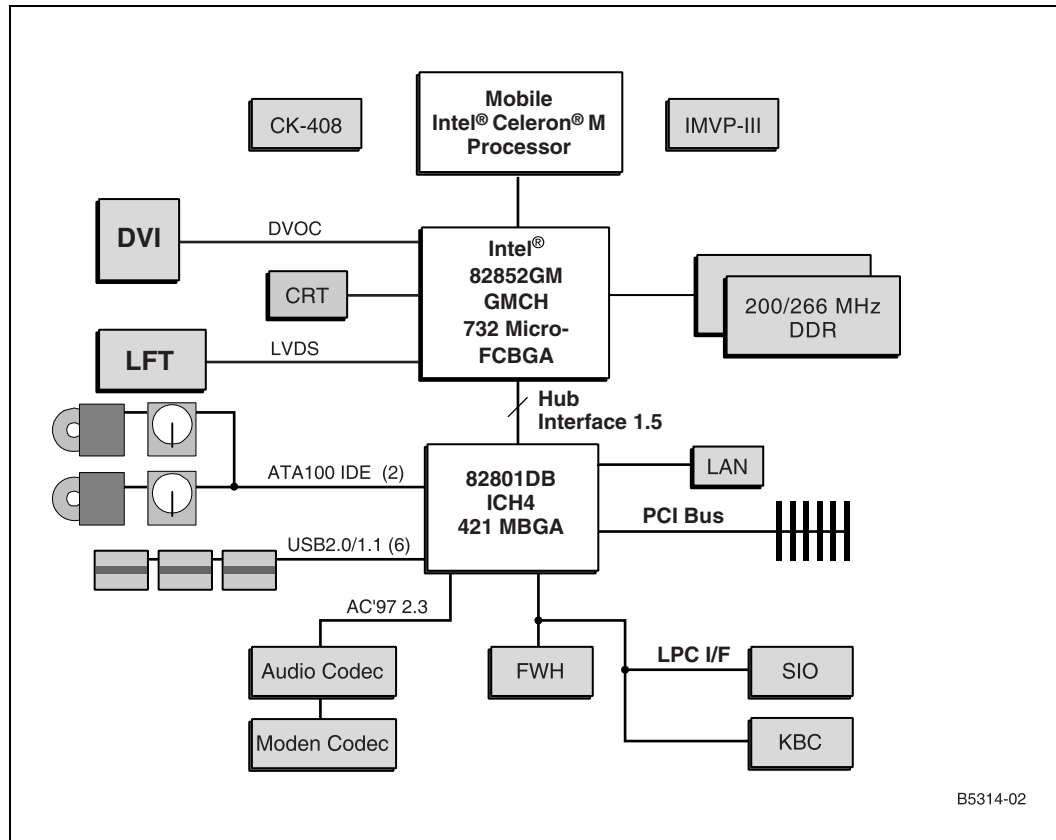 CK-408
Mobile
Intel® Celeron® M
Processor
IMVP-III
DVI
DVOC
Intel®
82852GM
GMCH
732 Micro-
FCBGA
CRT
200/266 MHz
DDR
LFT
LVDS
Hub
Interface 1.5
ATA100 IDE (2)
82801DB
ICH4
421 MBGA
LAN
PCI Bus
USB2.0/1.1 (6)
AC'97 2.3
Audio Codec
FWH
LPC I/F
SIO
Moden Codec
KBC
B5314-02